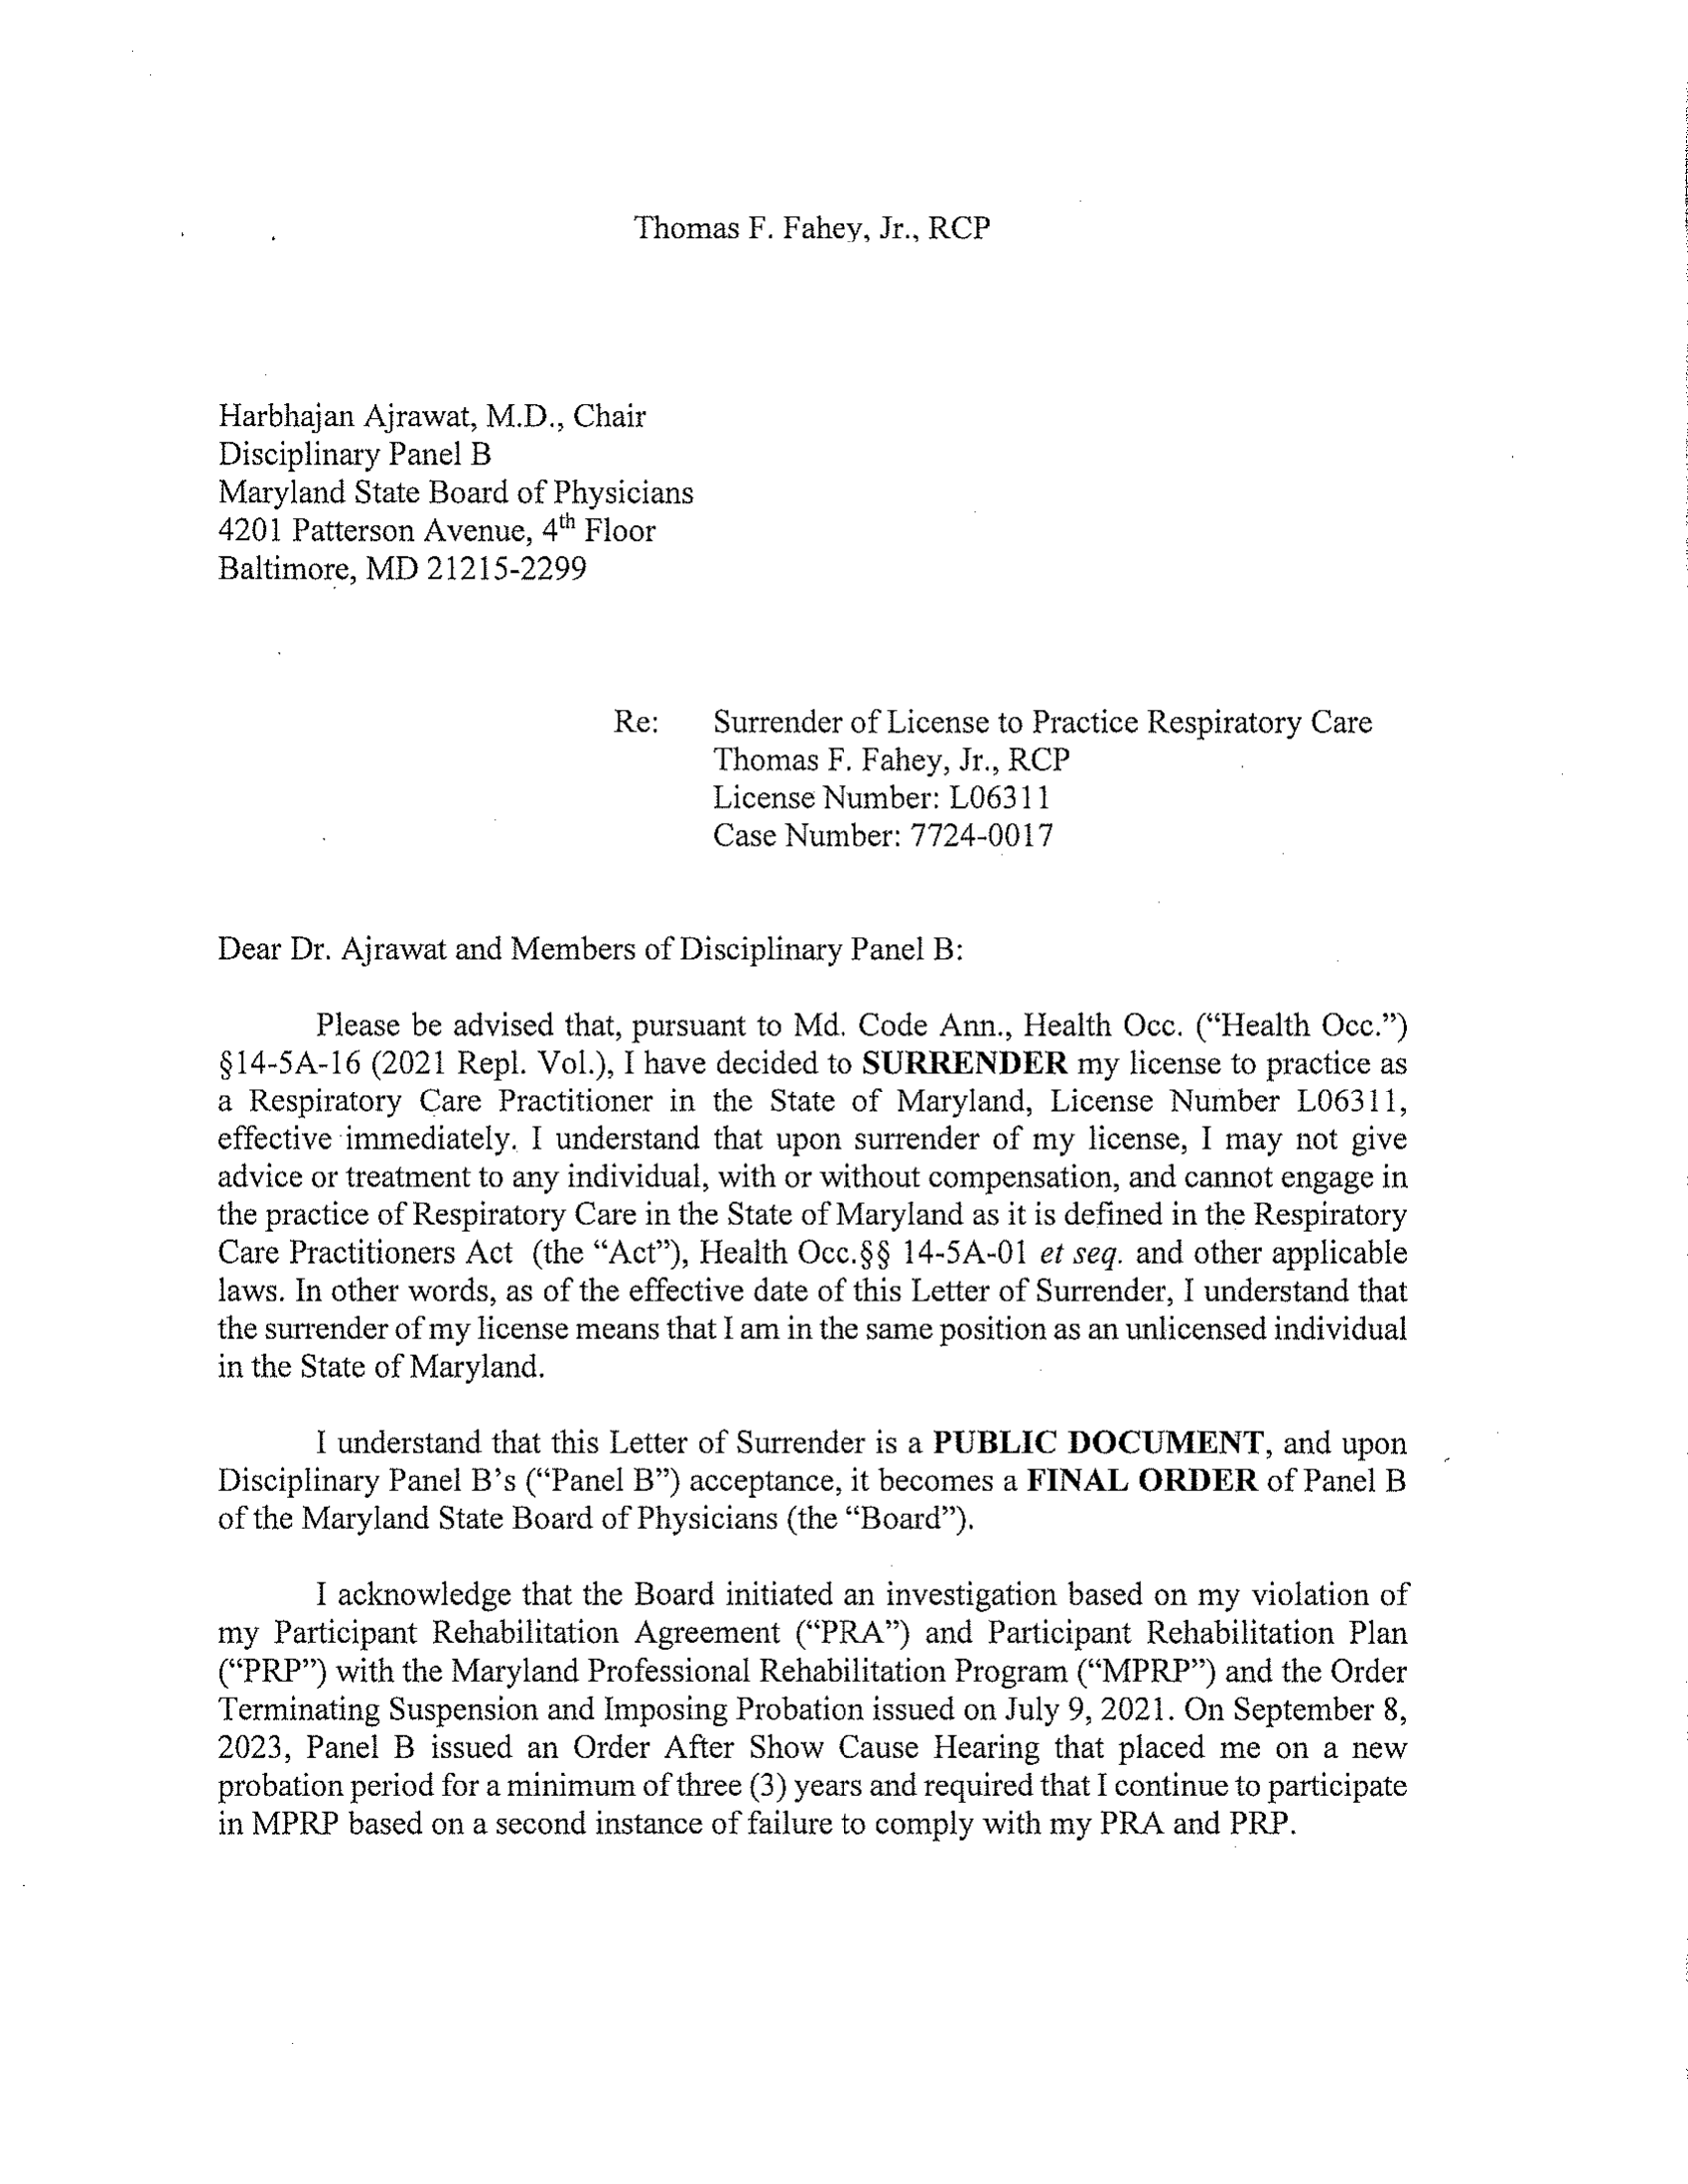 Thomas F. Fahey, Jr., RCP
Harbhajan Ajrawat, M.D., Chair
Disciplinary Panel B
Maryland State Board of Physicians
4201 Patterson Avenue, 4th Floor
Baltimore, MD 21215-2299
Re: Surrender of License to Practice Respiratory Care
Thomas F. Fahey, Jr., RCP
License Number: L06311
Case Number: 7724-0017
Dear Dr. Ajrawat and Members of Disciplinary Panel B:
Please be advised that, pursuant to Md. Code Ann., Health Occ. (“Health Occ.”)
§14-5A-16 (2021 Repl. Vol.), I have decided to SURRENDER my license to practice as
a Respiratory Care Practitioner in the State of Maryland, License Number L06311,
effective immediately. I understand that upon surrender of my license, I may not give
advice or treatment to any individual, with or without compensation, and cannot engage in
the practice of Respiratory Care in the State of Maryland as it is defined in the Respiratory
Care Practitioners Act (the “Act”), Health Occ.§§ 14-5A-01 et seq. and other applicable
laws. In other words, as of the effective date of this Letter of Surrender, I understand that
the surrender of my license means that I am in the same position as an unlicensed individual
in the State of Maryland.
I understand that this Letter of Surrender is a PUBLIC DOCUMENT, and upon
Disciplinary Panel B’s (“Panel B”) acceptance, it becomes a FINAL ORDER of Panel B
of the Maryland State Board of Physicians (the “Board”).
I acknowledge that the Board initiated an investigation based on my violation of
my Participant Rehabilitation Agreement (“PRA”) and Participant Rehabilitation Plan
(“PRP”) with the Maryland Professional Rehabilitation Program (“MPRP”) and the Order
Terminating Suspension and Imposing Probation issued on July 9, 2021. On September 8,
2023, Panel B issued an Order After Show Cause Hearing that placed me on a new
probation period for a minimum of three (3) years and required that I continue to participate
in MPRP based on a second instance of failure to comply with my PRA and PRP.